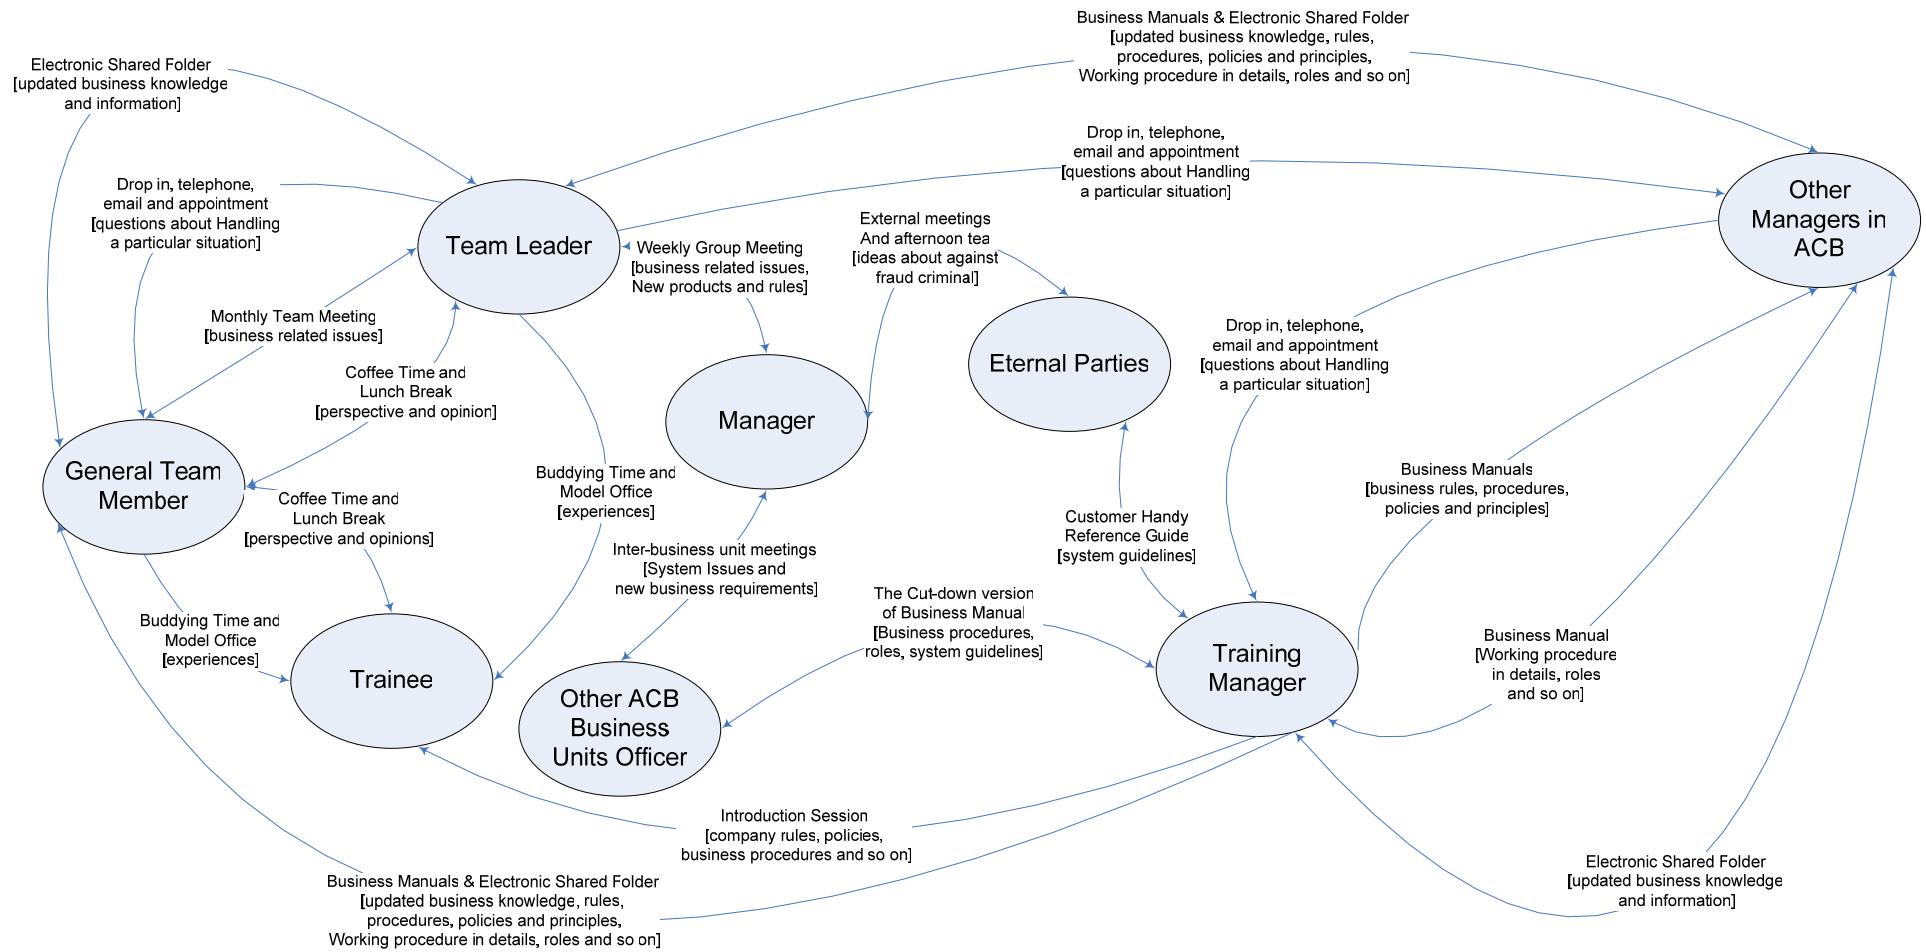 Business Manuals & Electronic Shared Folder
[updated business knowledge, rules,
procedures, policies and principles,
Working procedure in details, roles and so on]
Electronic Shared Folder
[updated business knowledge
and information]
Drop in, telephone,
email and appointment
[questions about Handling
a particular situation]
Drop in, telephone,
email and appointment
[questions about Handling
a particular situation]
Other
Managers in
ACB
Team Leader
Weekly Group Meeting
[business related issues,
New products and rules]
External meetings
And afternoon tea
[ideas about against
fraud criminal]
Monthly Team Meeting
[business related issues]
Drop in, telephone,
email and appointment
[questions about Handling
a particular situation]
Eternal Parties
Coffee Time and
Lunch Break
[perspective and opinion]
Manager
General Team
Member
Buddying Time and
Model Office
[experiences]
Business Manuals
[business rules, procedures,
policies and principles]
Coffee Time and
Lunch Break
[perspective and opinions]
Customer Handy
Reference Guide
[system guidelines]
Inter-business unit meetings
[System Issues and
new business requirements]
The Cut-down version
of Business Manual
[Business procedures,
roles, system guidelines]
Buddying Time and
Model Office
[experiences]
Business Manual
[Working procedure
in details, roles
and so on]
Trainee
Training
Manager
Other ACB
Business
Units Officer
Introduction Session
[company rules, policies,
business procedures and so on]
Electronic Shared Folder
[updated business knowledge
and information]
Business Manuals & Electronic Shared Folder
[updated business knowledge, rules,
procedures, policies and principles,
Working procedure in details, roles and so on]